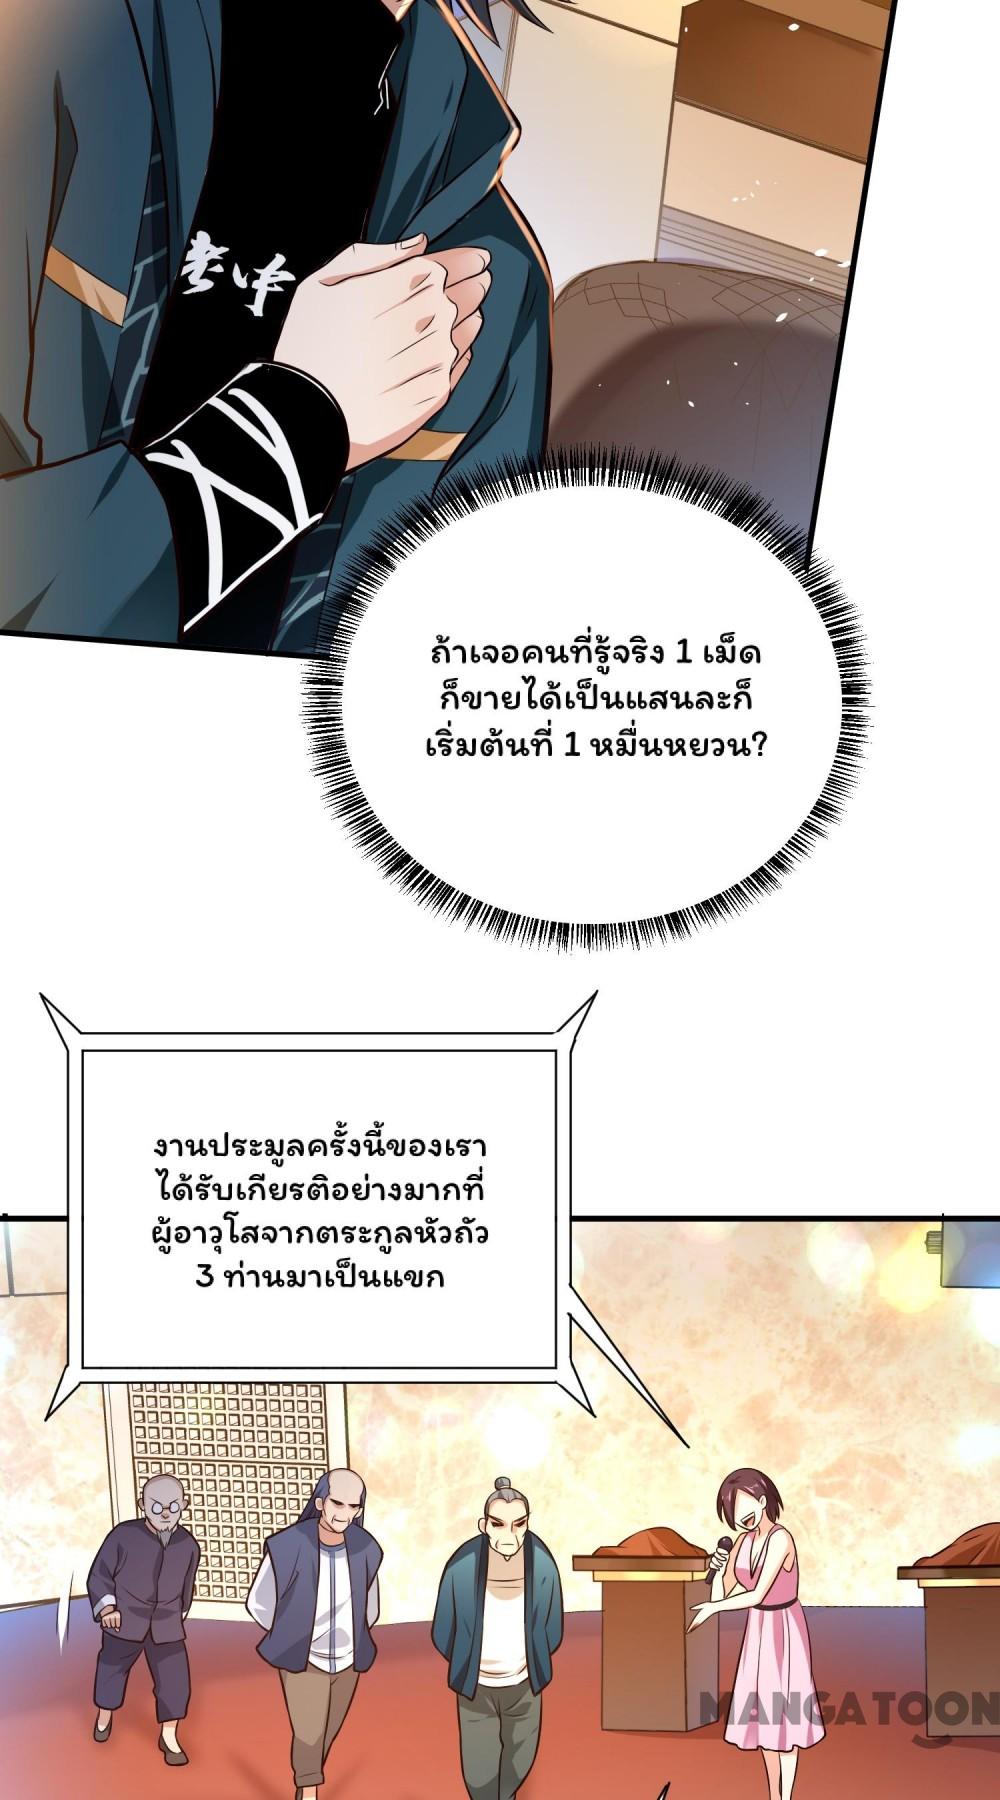 ถ้าเจอคนที่รู้จริง 1 เม็ด
ก็ขายได้เป็นแสนละก็
เริ่มต้นที่ 1 หมื่นหยวน?
งานประมูลครั้งนี้ของเรา
ได้รับเกียรติอย่างมากที่
ผู้อาวุโสจากตระกูลหัวถัว
3 ท่านมาเป็นแขก
MANGATOON